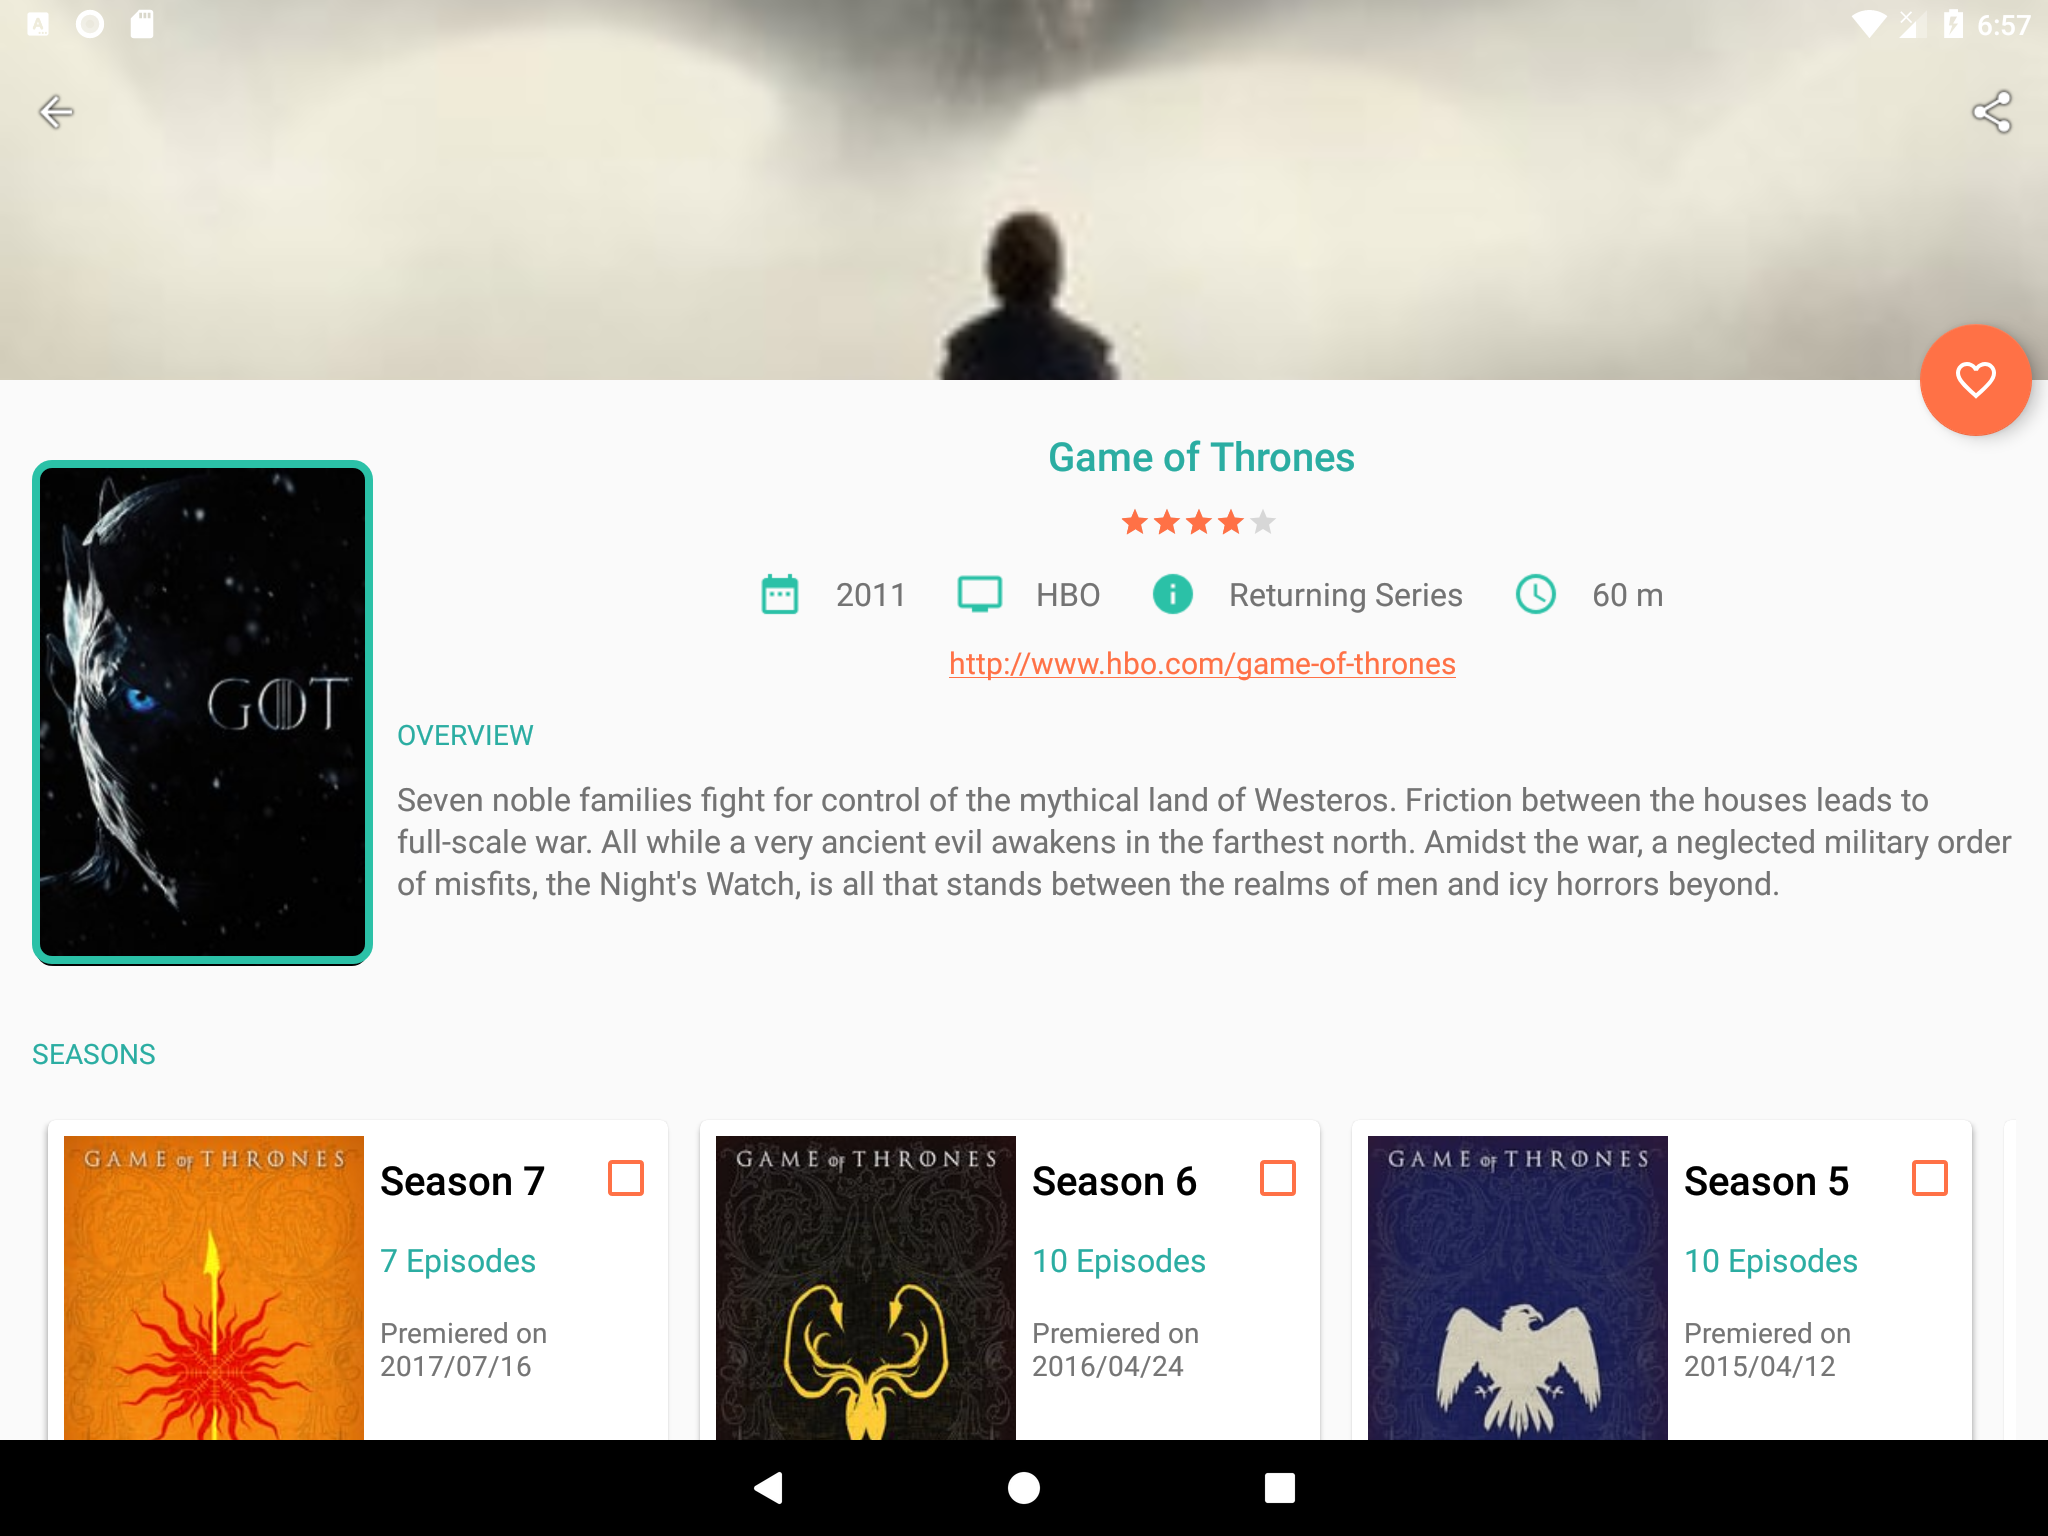 6:57
Game of Thrones
2011 HBO Returning Series 60 m
http://www.hbo.com/game-of-thrones
GOT
OVERVIEW
Seven noble families fight for control of the mythical land of Westeros. Friction between the houses leads to
full-scale war. All while a very ancient evil awakens in the farthest north. Amidst the war, a neglected military order
of misfits, the Night's Watch, is all that stands between the realms of men and icy horrors beyond.
SEASONS
GAME of THRONES
Season 7
7 Episodes
Premiered on
2017/07/16
GAME of THRONES
Season 6
10 Episodes
Premiered on
2016/04/24
GAME of THRONES
Season 5
10 Episodes
Premiered on
2015/04/12